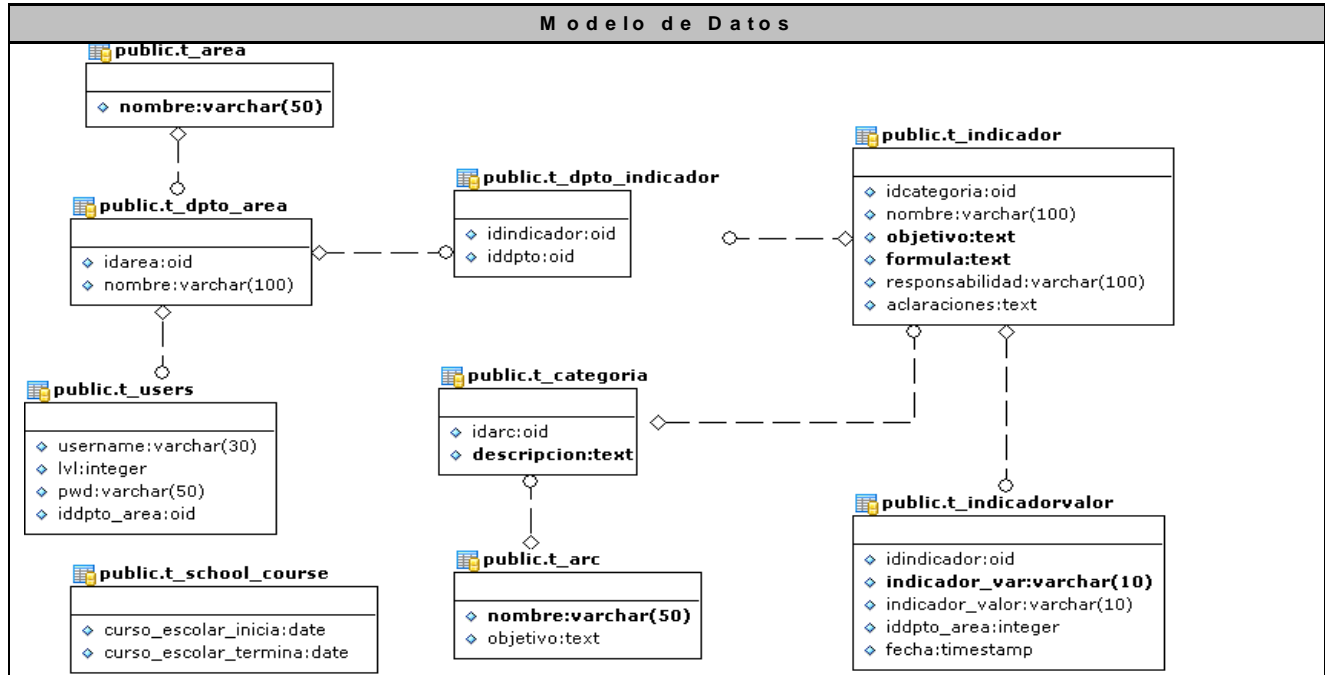 Modelo de Datos
public.t_area
nombre:varchar(50)
public.t_dpto_area
idarea:oid
nombre:varchar(100)
public.t_users
username:varchar(30)
lvl:integer
pwd:varchar(50)
iddpto_area:oid
public.t_school_course
curso_escolar_inicia:date
curso_escolar_termina:date
public.t_dpto_indicador
idindicador:oid
iddpto:oid
public.t_categoria
idarc:oid
descripcion:text
public.t_arc
nombre:varchar(50)
objetivo:text
public.t_indicador
idcategoria:oid
nombre:varchar(100)
objetivo:text
formula:text
responsabilidad:varchar(100)
aclaraciones:text
public.t_indicadorvalor
idindicador:oid
indicador_var:varchar(10)
indicador_valor:varchar(10)
iddpto_area:integer
fecha:timestamp